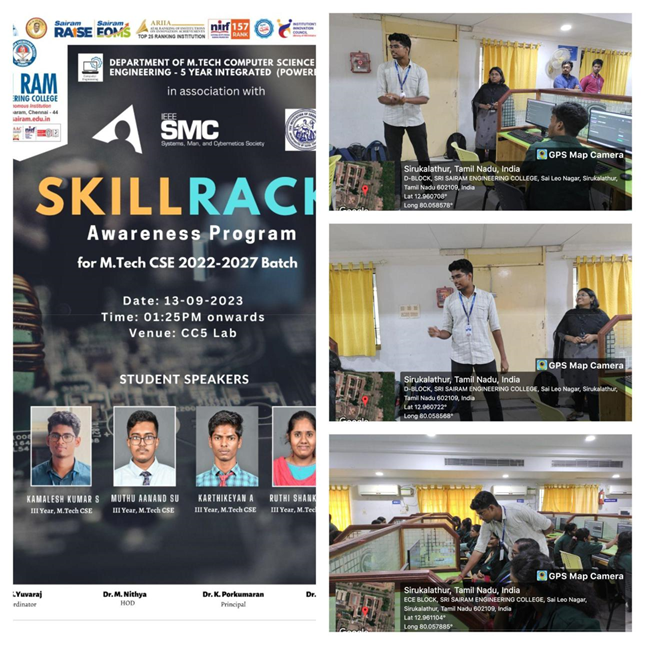 Sairam
RAISE
Sairam
EOMS
ARIIA
TOP 25 RANKING INSTITUTION
nirf 157
RANK
INSTITUTION'S
INNOVATION
COUNCIL
RAM
ERING COLLEGE
DEPARTMENT OF M.TECH COMPUTER SCIENCE
ENGINEERING - 5 YEAR INTEGRATED (POWERI
in association with
IEEE
SMC
Systems, Man, and Cybernetics Society
SKILLRACK
Awareness Program
for M.Tech CSE 2022-2027 Batch
Date: 13-09-2023
Time: 01:25PM onwards
Venue: CC5 Lab
STUDENT SPEAKERS
KAMALESH KUMAR S
MUTHU AANAND SU
KARTHIKEYAN A
RUTHI SHANK
III Year, M.Tech CSE
III Year, M.Tech CSE
III Year, M.Tech CSE
III Year, M.Tec
.Yuvaraj
rdinator
Dr. M. Nithya
HOD
Dr. K. Porkumaran
Principal
Dr.
GPS Map Camera
Sirukalathur, Tamil Nadu, India
D-BLOCK, SRI SAIRAM ENGINEERING COLLEGE, Sai Leo Nagar, Sirukalathur,
Tamil Nadu 602109, India
Lat 12.960708°
Long 80.058578°
Google
GPS Map Camera
Sirukalathur, Tamil Nadu, India
D-BLOCK, SRI SAIRAM ENGINEERING COLLEGE, Sai Leo Nagar, Sirukalathur,
Tamil Nadu 602109, India
Lat 12.960722°
Long 80.058568°
Google
GPS Map Camera
Sirukalathur, Tamil Nadu, India
ECE BLOCK, SRI SAIRAM ENGINEERING COLLEGE, Sai Leo Nagar,
Sirukalathur, Tamil Nadu 602109, India
Lat 12.961104°
Long 80.057885°
Google